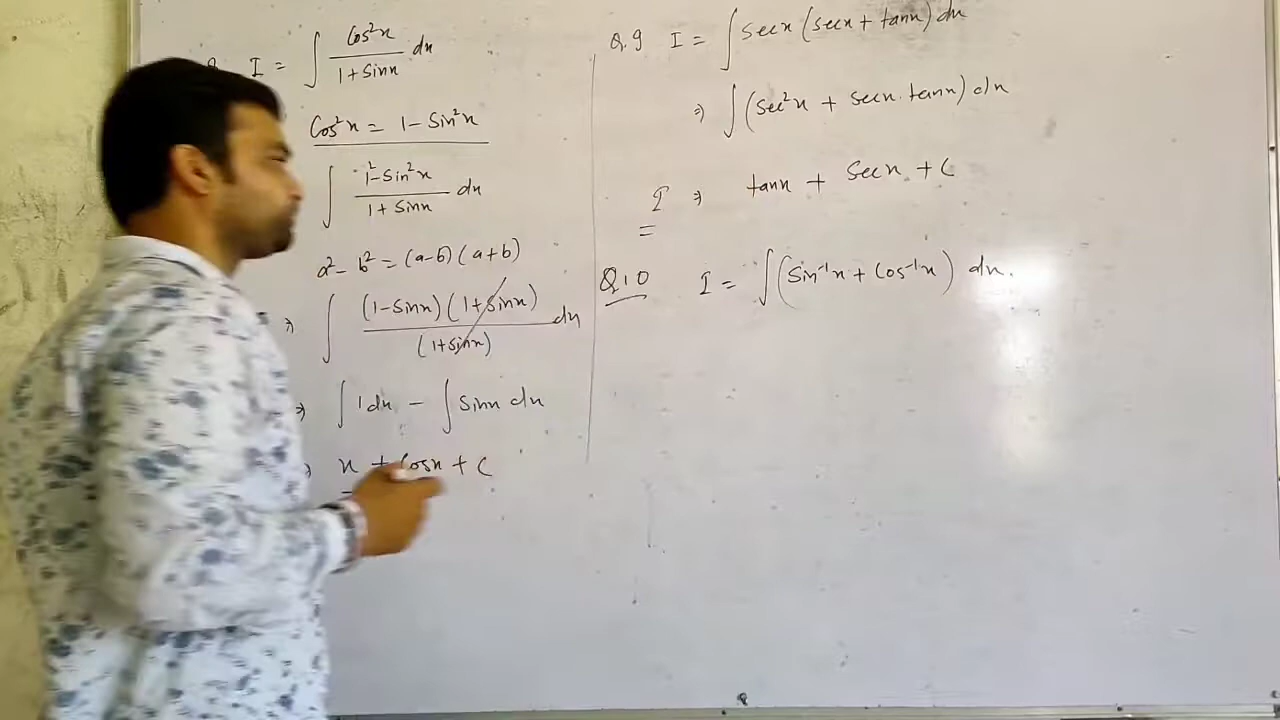 I = ∫ Cos²x / 1 + Sinx dx
Cos²x = 1 - Sin²x
∫ 1² - Sin²x / 1 + Sinx dx
a² - b² = (a-b) (a+b)
⇒ ∫ (1-Sinx) (1+Sinx) / (1+Sinx) dx
⇒ ∫ 1 dx - ∫ Sinx dx
⇒ x + Cosx + C
Q.9 I = ∫ Secx (Secx + tanx) dx
⇒ ∫ (Sec²x + Secx . tanx) dx
I ⇒ tanx + Secx + C
Q.10 I = ∫ (Sin⁻¹x + Cos⁻¹x) dx.